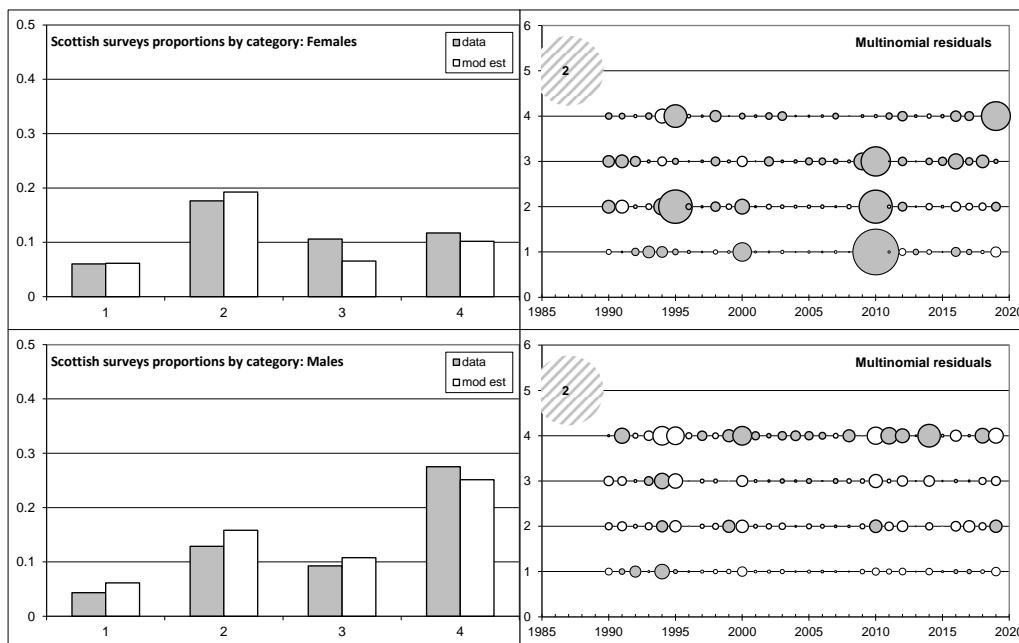 Scottish surveys proportions by category: Females
data
mod est
0.5
0.4
0.3
0.2
0.1
0
1 2 3 4
Multinomial residuals
2
6
5
4
3
2
1
0
1985 1990 1995 2000 2005 2010 2015 2020
Scottish surveys proportions by category: Males
data
mod est
0.5
0.4
0.3
0.2
0.1
0
1 2 3 4
Multinomial residuals
2
6
5
4
3
2
1
0
1985 1990 1995 2000 2005 2010 2015 2020